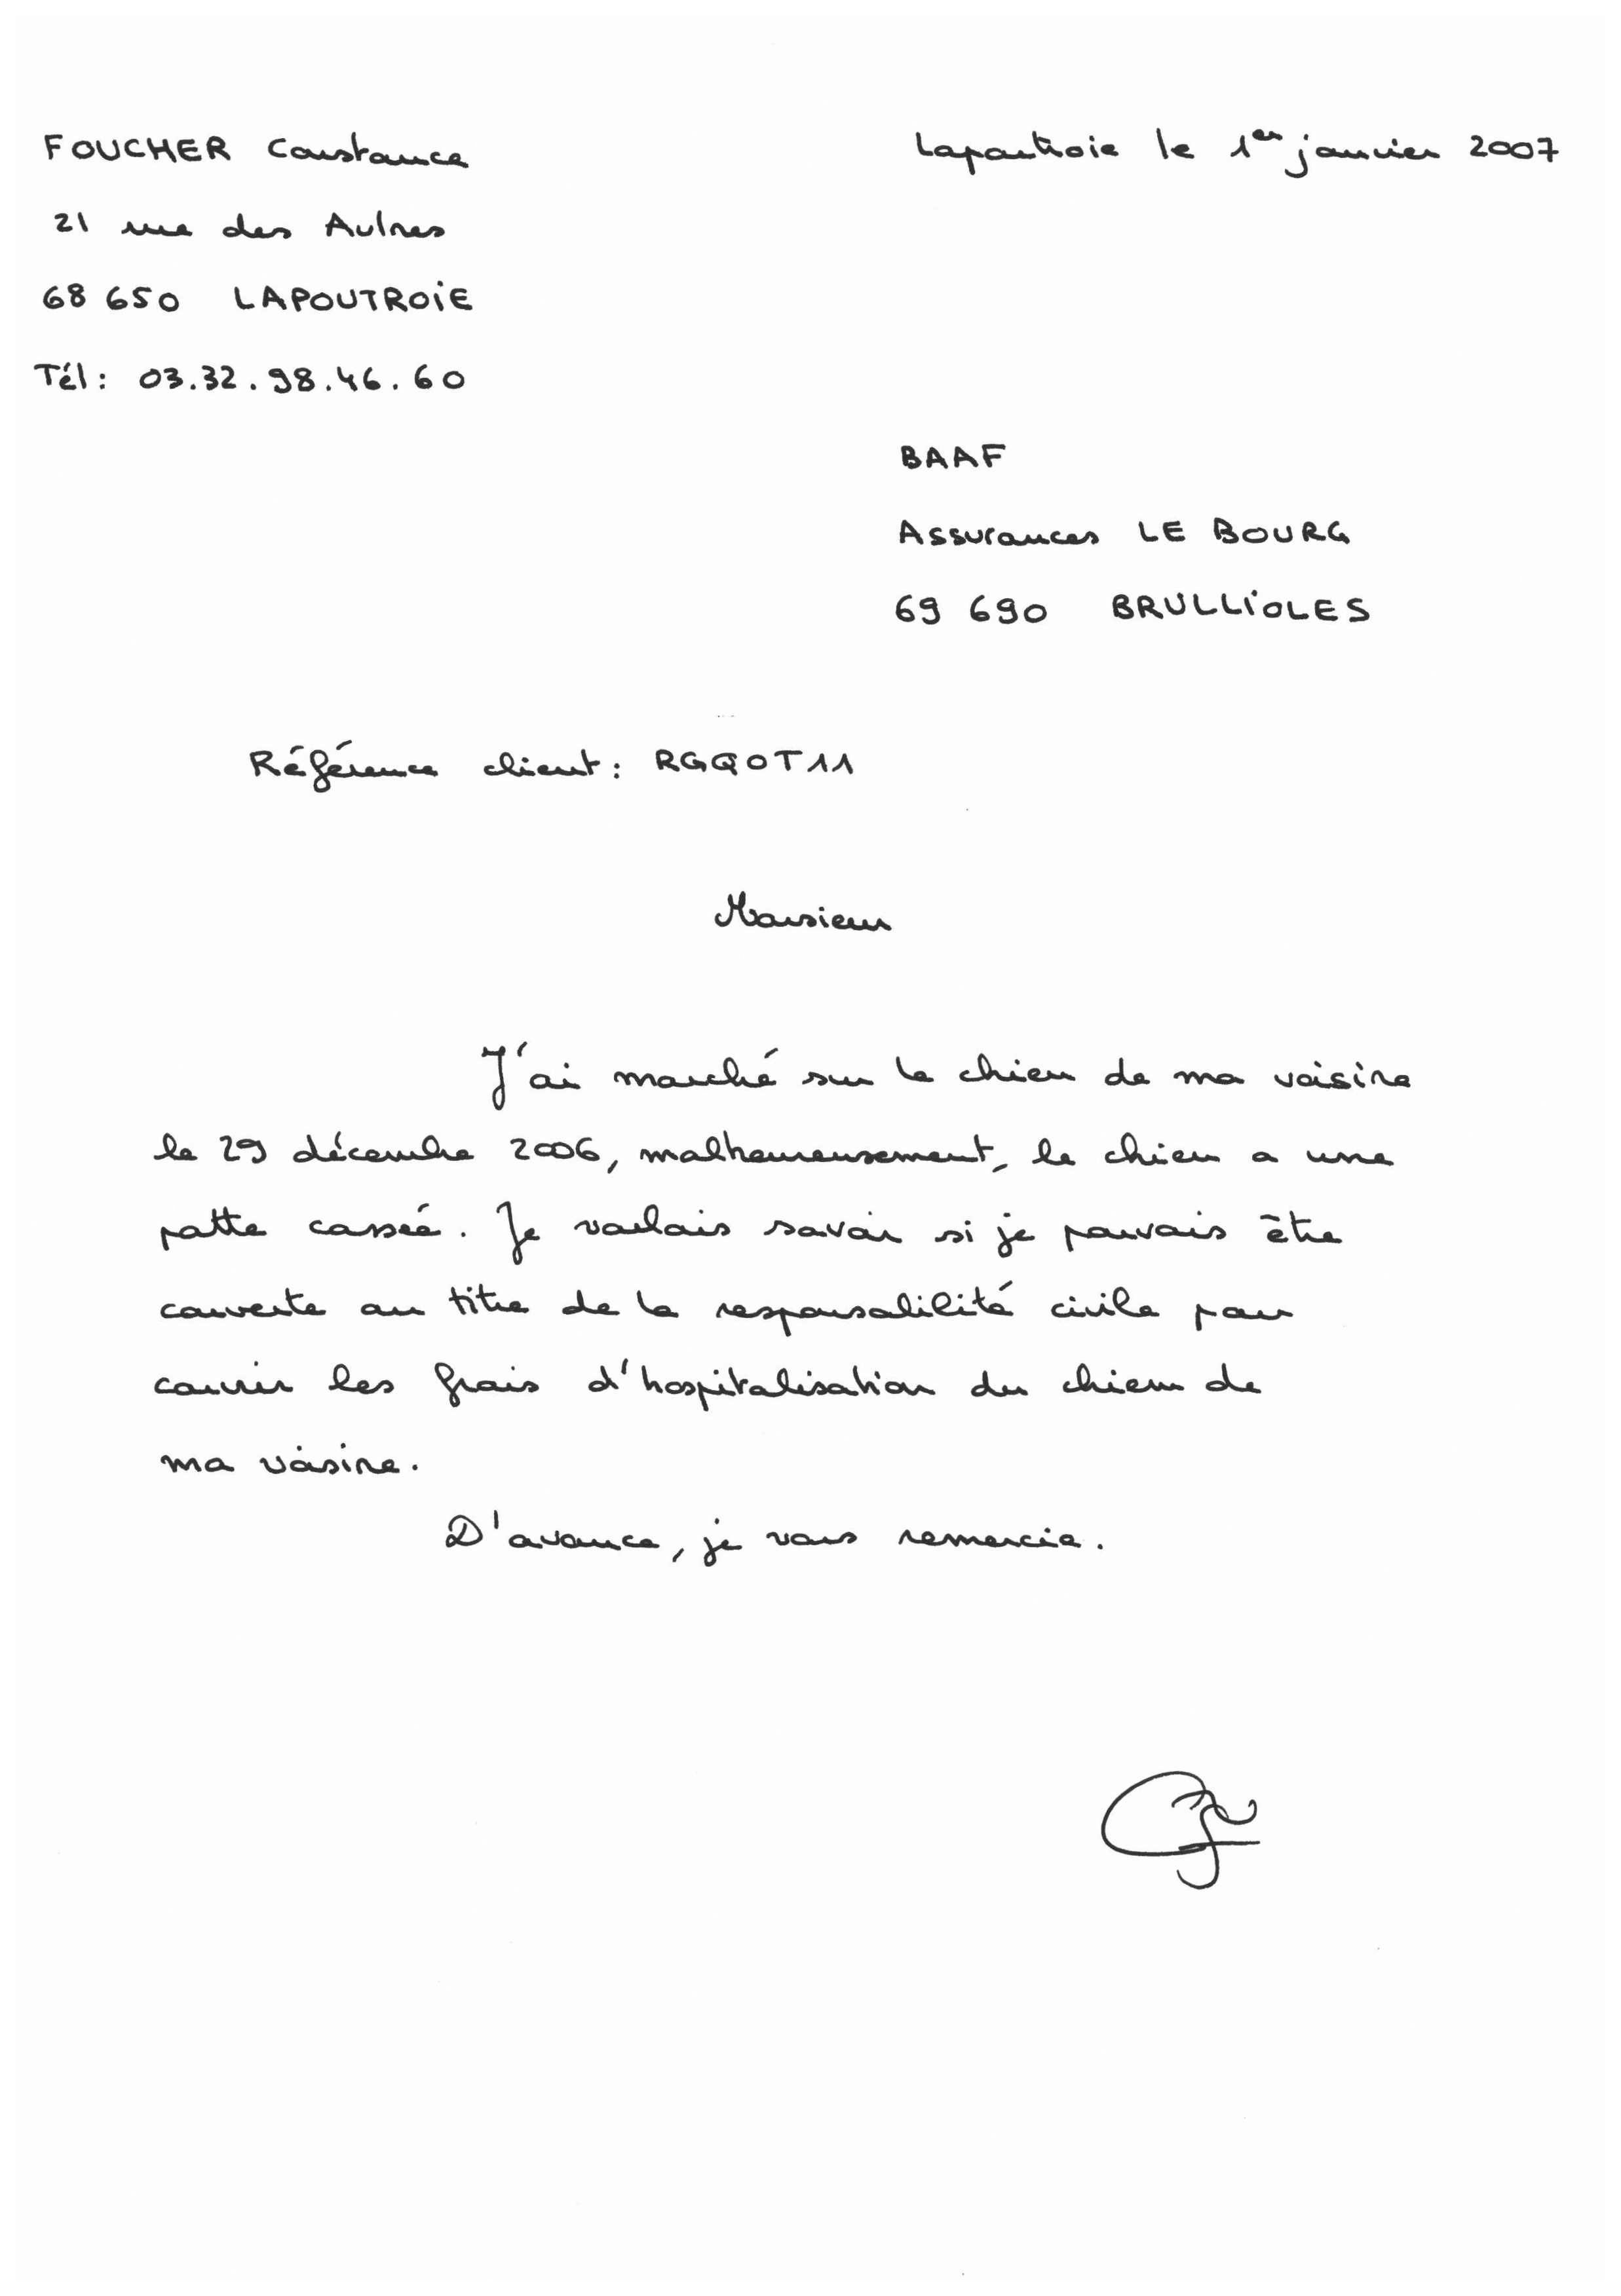 FOUCHER Constance
Lapoutroie le 1er janvier 2007
21 rue des Aulnes
68 650 LAPOUTROIE
Tél : 03.32.98.46.60
BAAF
Assurances LE BOURG
69 690 BRULLIOLES
Référence client : RGQOT11
Monsieur
J'ai marché sur le chien de ma voisine
le 29 décembre 2006, malheureusement, le chien a une
patte cassée. Je voulais savoir si je pouvais être
couverte au titre de la responsabilité civile pour
couvrir les frais d'hospitalisation du chien de
ma voisine.
D'avance, je vous remercie.